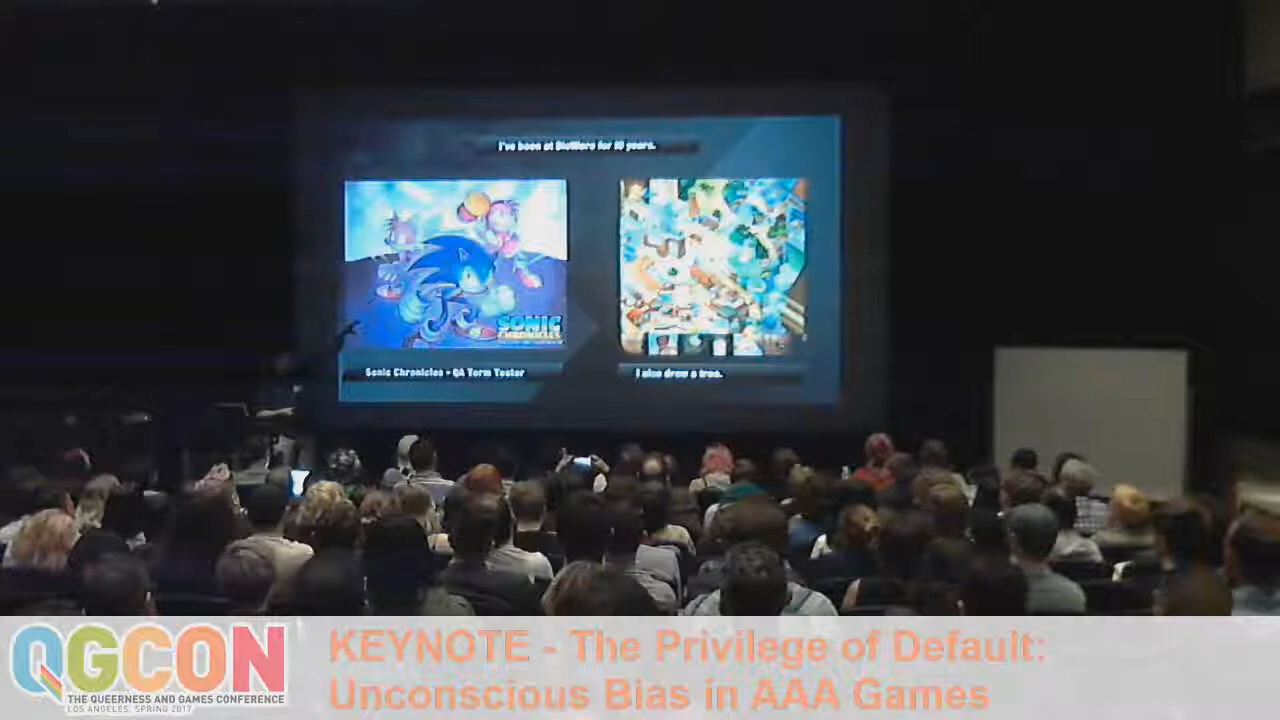 I've been at BioWare for 10 years.
SONIC
CHRONICLES
Sonic Chronicles - QA Term Tester
I also drew a tree.
QGCON
THE QUEERNESS AND GAMES CONFERENCE
LOS ANGELES, SPRING 2017
KEYNOTE - The Privilege of Default:
Unconscious Bias in AAA Games